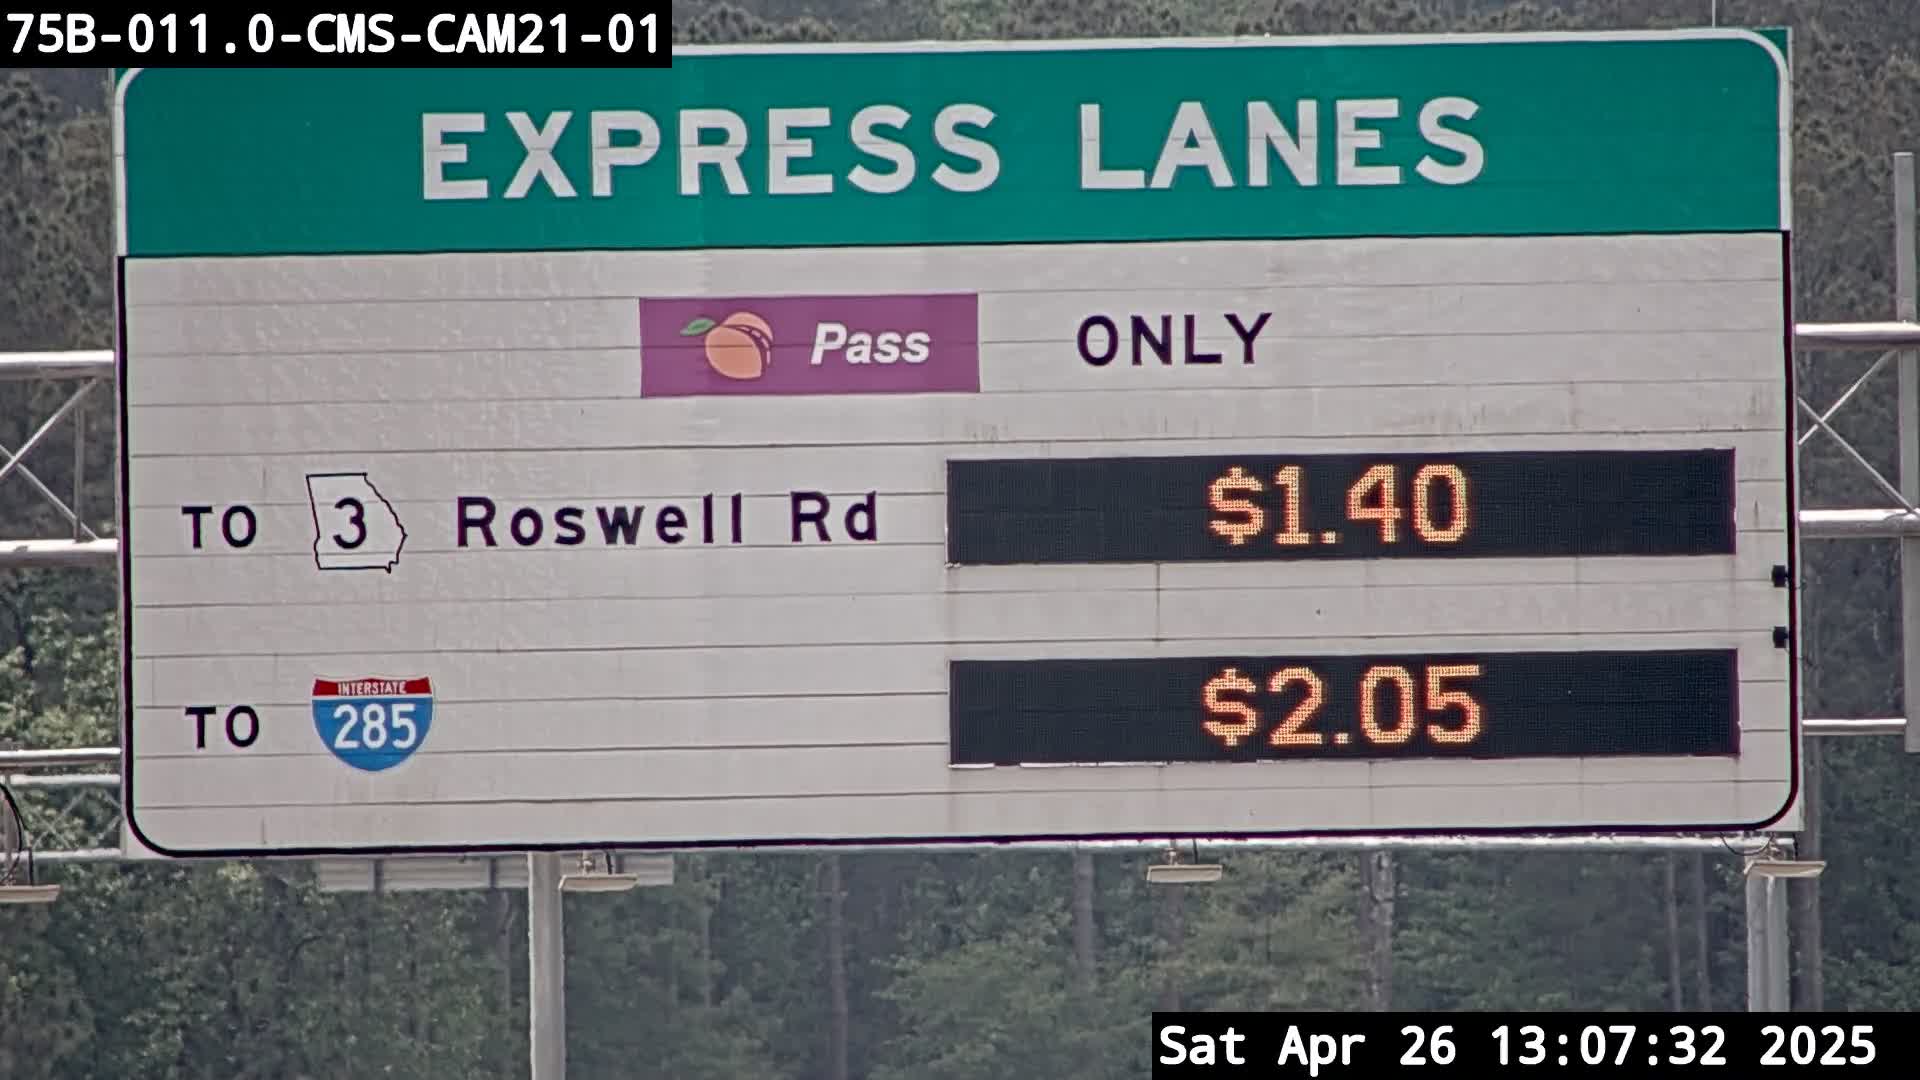 75B-011.0-CMS-CAM21-01
EXPRESS LANES
Pass ONLY
TO 3 Roswell Rd $1.40
TO INTERSTATE 285 $2.05
Sat Apr 26 13:07:32 2025